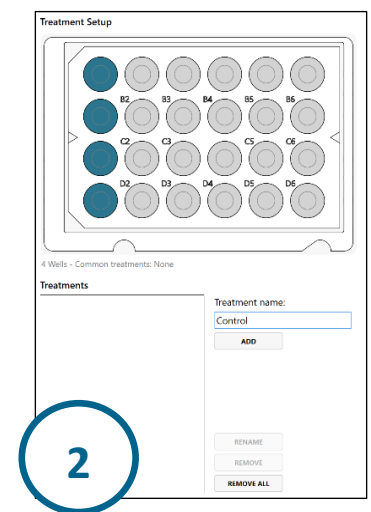 Treatment Setup
B2 B3 B4 B5 B6
C2 C3 C5 C6
D2 D3 D4 D5 D6
4 Wells - Common treatments: None
Treatments
Treatment name:
Control
ADD
RENAME
REMOVE
REMOVE ALL
2